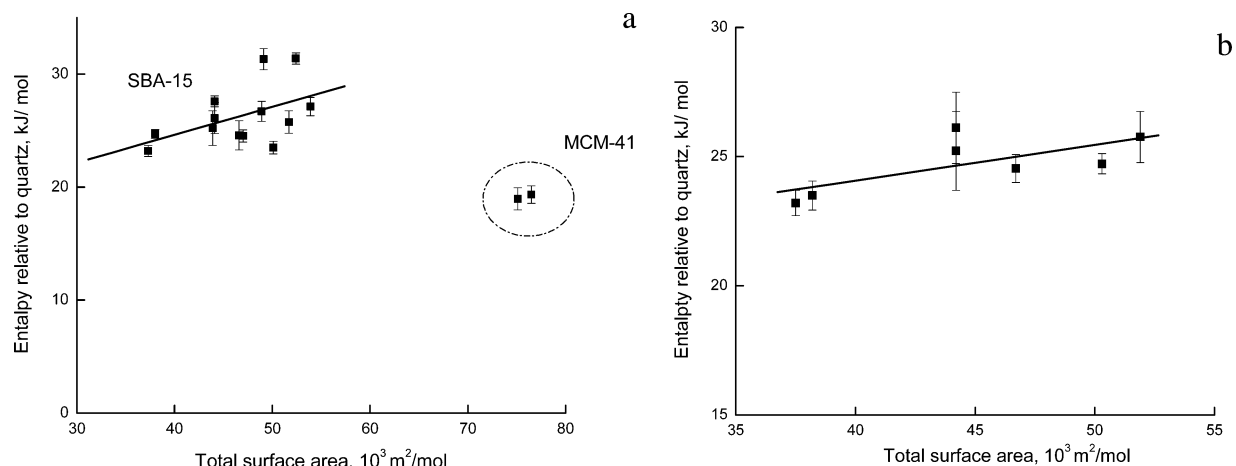 a
SBA-15
MCM-41
Entalpy relative to quartz, kJ/ mol
30
20
10
0
30 40 50 60 70 80
Total surface area, 10³ m²/mol
b
Entalpty relative to quartz, kJ/ mol
30
25
20
15
35 40 45 50 55
Total surface area, 10³ m²/mol